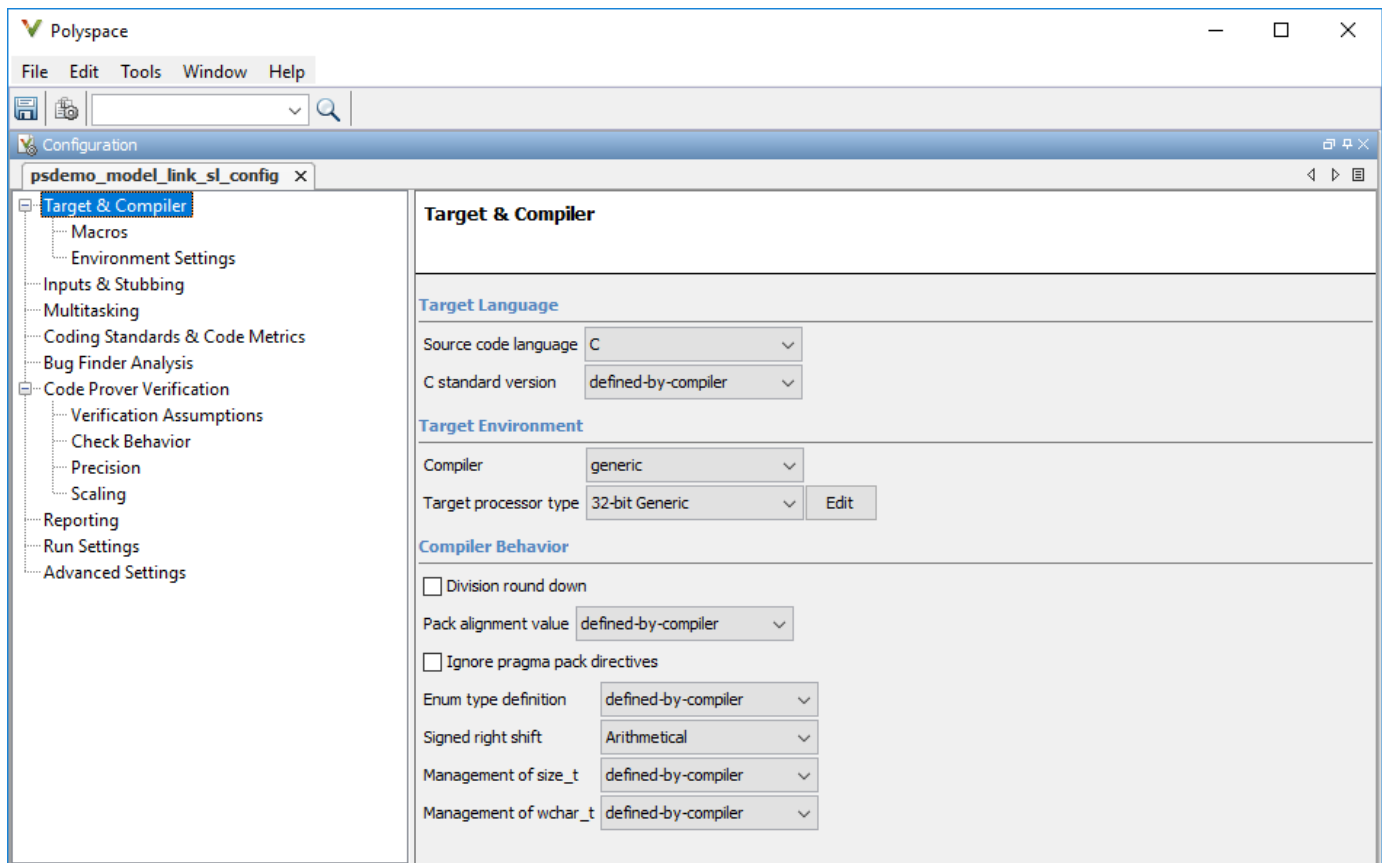 Polyspace
File Edit Tools Window Help
Configuration
psdemo_model_link_sl_config
Target & Compiler
Macros
Environment Settings
Inputs & Stubbing
Multitasking
Coding Standards & Code Metrics
Bug Finder Analysis
Code Prover Verification
Verification Assumptions
Check Behavior
Precision
Scaling
Reporting
Run Settings
Advanced Settings
Target & Compiler
Target Language
Source code language C
C standard version defined-by-compiler
Target Environment
Compiler generic
Target processor type 32-bit Generic Edit
Compiler Behavior
Division round down
Pack alignment value defined-by-compiler
Ignore pragma pack directives
Enum type definition defined-by-compiler
Signed right shift Arithmetical
Management of size_t defined-by-compiler
Management of wchar_t defined-by-compiler